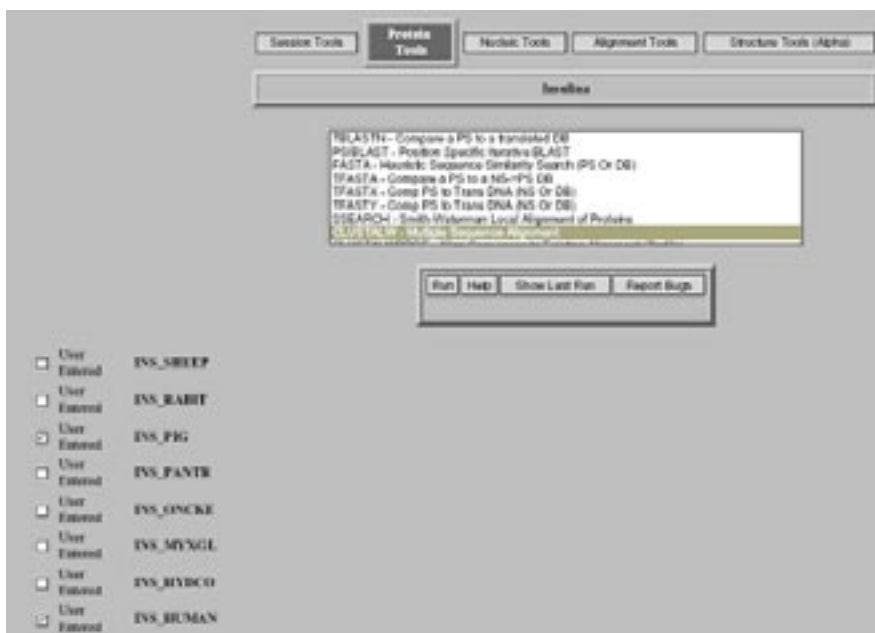 Session Tools
Protein
Tools
Nucleic Tools
Alignment Tools
Structure Tools (Alpha)
Insulins
TBLASTN - Compare a PS to a translated DB
PSIBLAST - Position Specific Iterative BLAST
FASTA - Heuristic Sequence Similarity Search (PS Or DB)
TFASTA - Compare a PS to a NS->PS DB
TFASTX - Comp PS to Trans DNA (NS Or DB)
TFASTY - Comp PS to Trans DNA (NS Or DB)
SSEARCH - Smith-Waterman Local Alignment of Proteins
CLUSTALW - Multiple Sequence Alignment
Run
Help
Show Last Run
Report Bugs
User
Entered
INS_SHEEP
User
Entered
INS_RABIT
User
Entered
INS_PIG
User
Entered
INS_PANTR
User
Entered
INS_ONCKE
User
Entered
INS_MYXGL
User
Entered
INS_HYDCO
User
Entered
INS_HUMAN